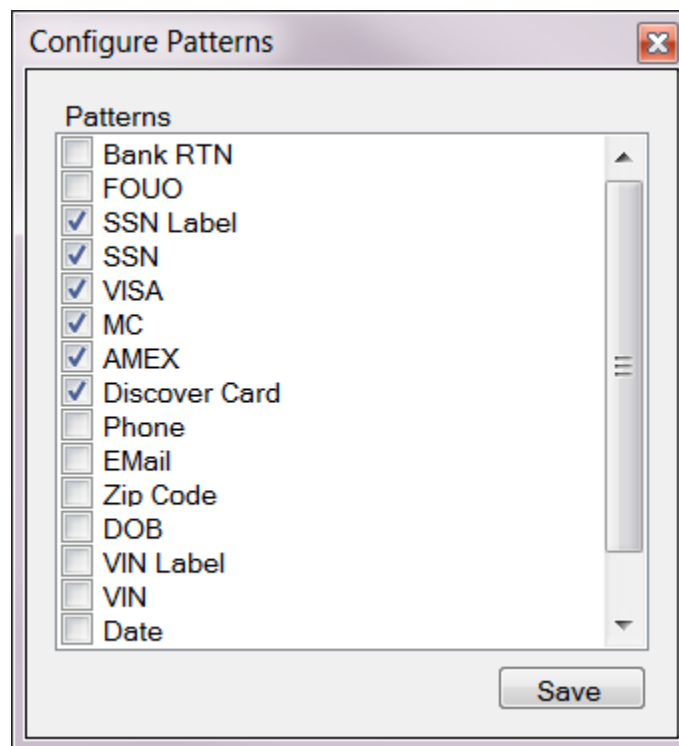 Configure Patterns
Patterns
Bank RTN
FOUO
SSN Label
SSN
VISA
MC
AMEX
Discover Card
Phone
EMail
Zip Code
DOB
VIN Label
VIN
Date
Save